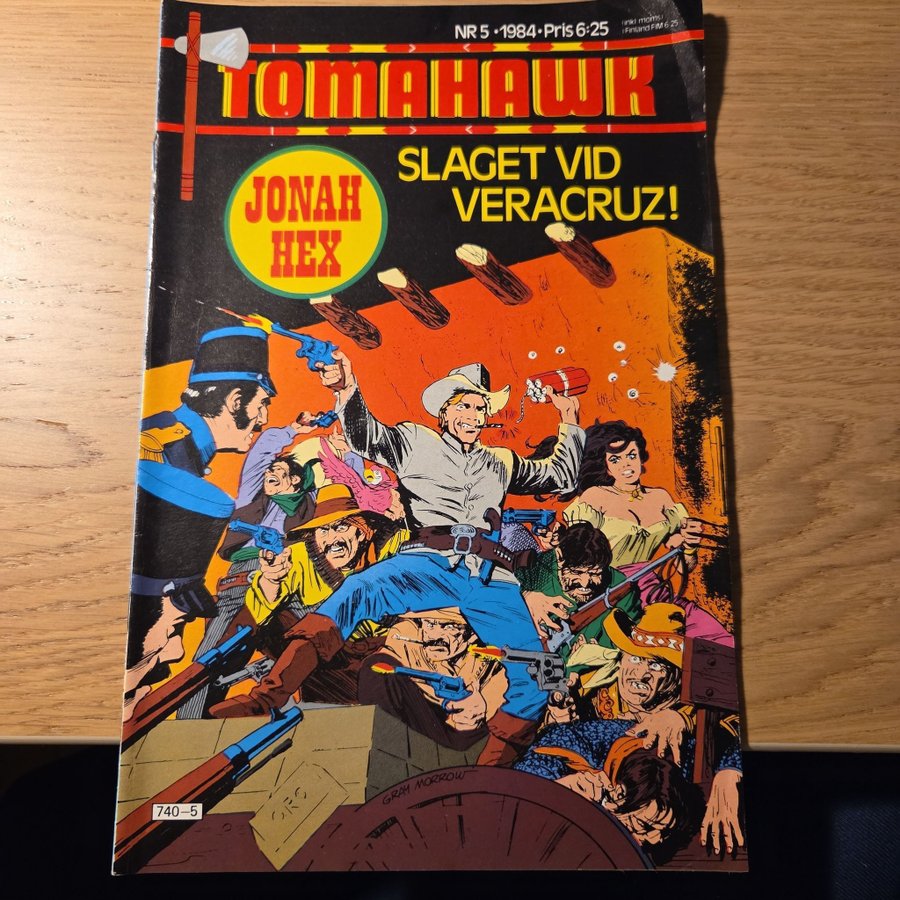 NR 5 • 1984 • Pris 6:25
(inkl moms)
(Finland FIM 6:25)
TOMAHAWK
JONAH
HEX
SLAGET VID
VERACRUZ!
GRAY MORROW
740–5